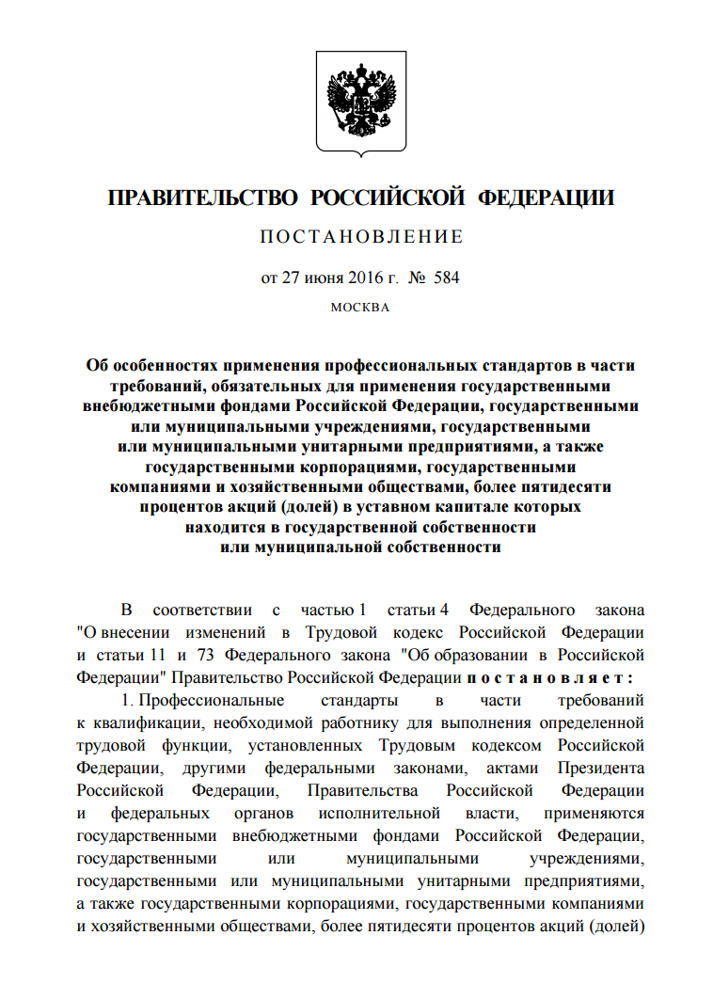 ПРАВИТЕЛЬСТВО РОССИЙСКОЙ ФЕДЕРАЦИИ
ПОСТАНОВЛЕНИЕ
от 27 июня 2016 г. № 584
МОСКВА
Об особенностях применения профессиональных стандартов в части
требований, обязательных для применения государственными
внебюджетными фондами Российской Федерации, государственными
или муниципальными учреждениями, государственными
или муниципальными унитарными предприятиями, а также
государственными корпорациями, государственными
компаниями и хозяйственными обществами, более пятидесяти
процентов акций (долей) в уставном капитале которых
находится в государственной собственности
или муниципальной собственности
В соответствии с частью 1 статьи 4 Федерального закона
"О внесении изменений в Трудовой кодекс Российской Федерации
и статьи 11 и 73 Федерального закона "Об образовании в Российской
Федерации" Правительство Российской Федерации постановляет:
1. Профессиональные стандарты в части требований
к квалификации, необходимой работнику для выполнения определенной
трудовой функции, установленных Трудовым кодексом Российской
Федерации, другими федеральными законами, актами Президента
Российской Федерации, Правительства Российской Федерации
и федеральных органов исполнительной власти, применяются
государственными внебюджетными фондами Российской Федерации,
государственными или муниципальными учреждениями,
государственными или муниципальными унитарными предприятиями,
а также государственными корпорациями, государственными компаниями
и хозяйственными обществами, более пятидесяти процентов акций (долей)